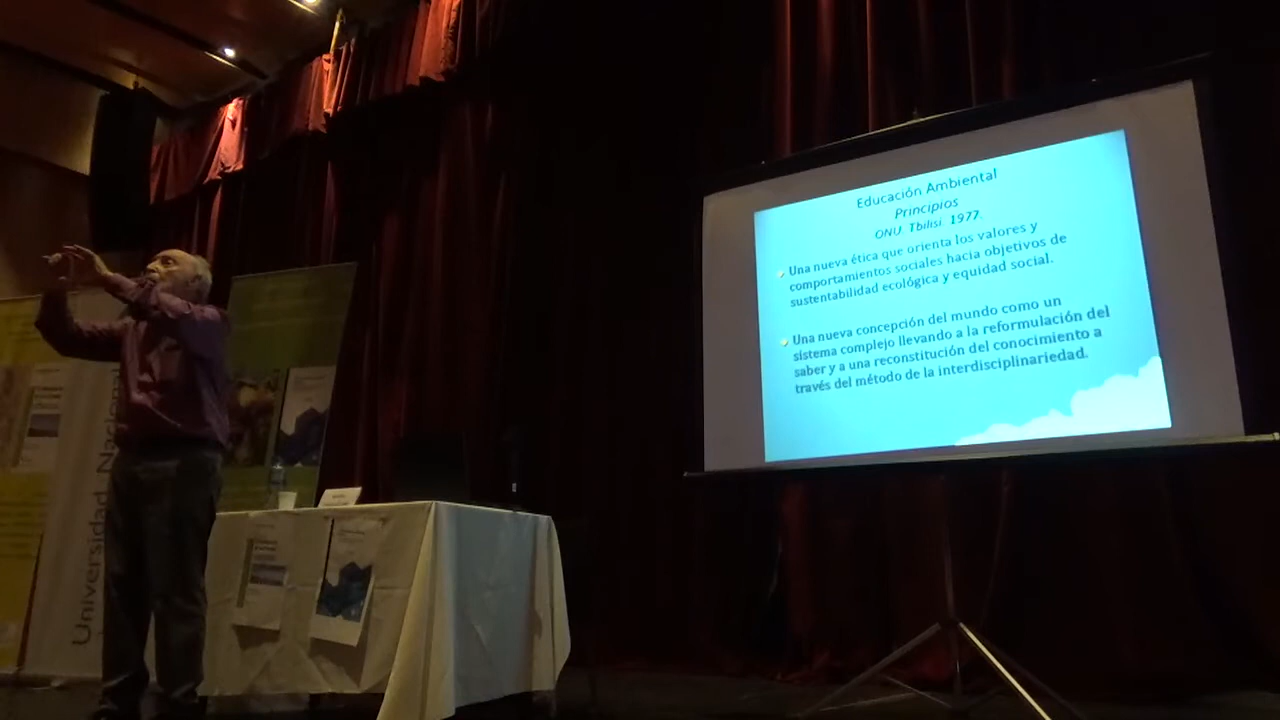 Educación Ambiental
Principios
ONU. Tbilisi. 1977.
Una nueva ética que orienta los valores y
comportamientos sociales hacia objetivos de
sustentabilidad ecológica y equidad social.
Una nueva concepción del mundo como un
sistema complejo llevando a la reformulación del
saber y a una reconstitución del conocimiento a
través del método de la interdisciplinariedad.
Universidad Nacional